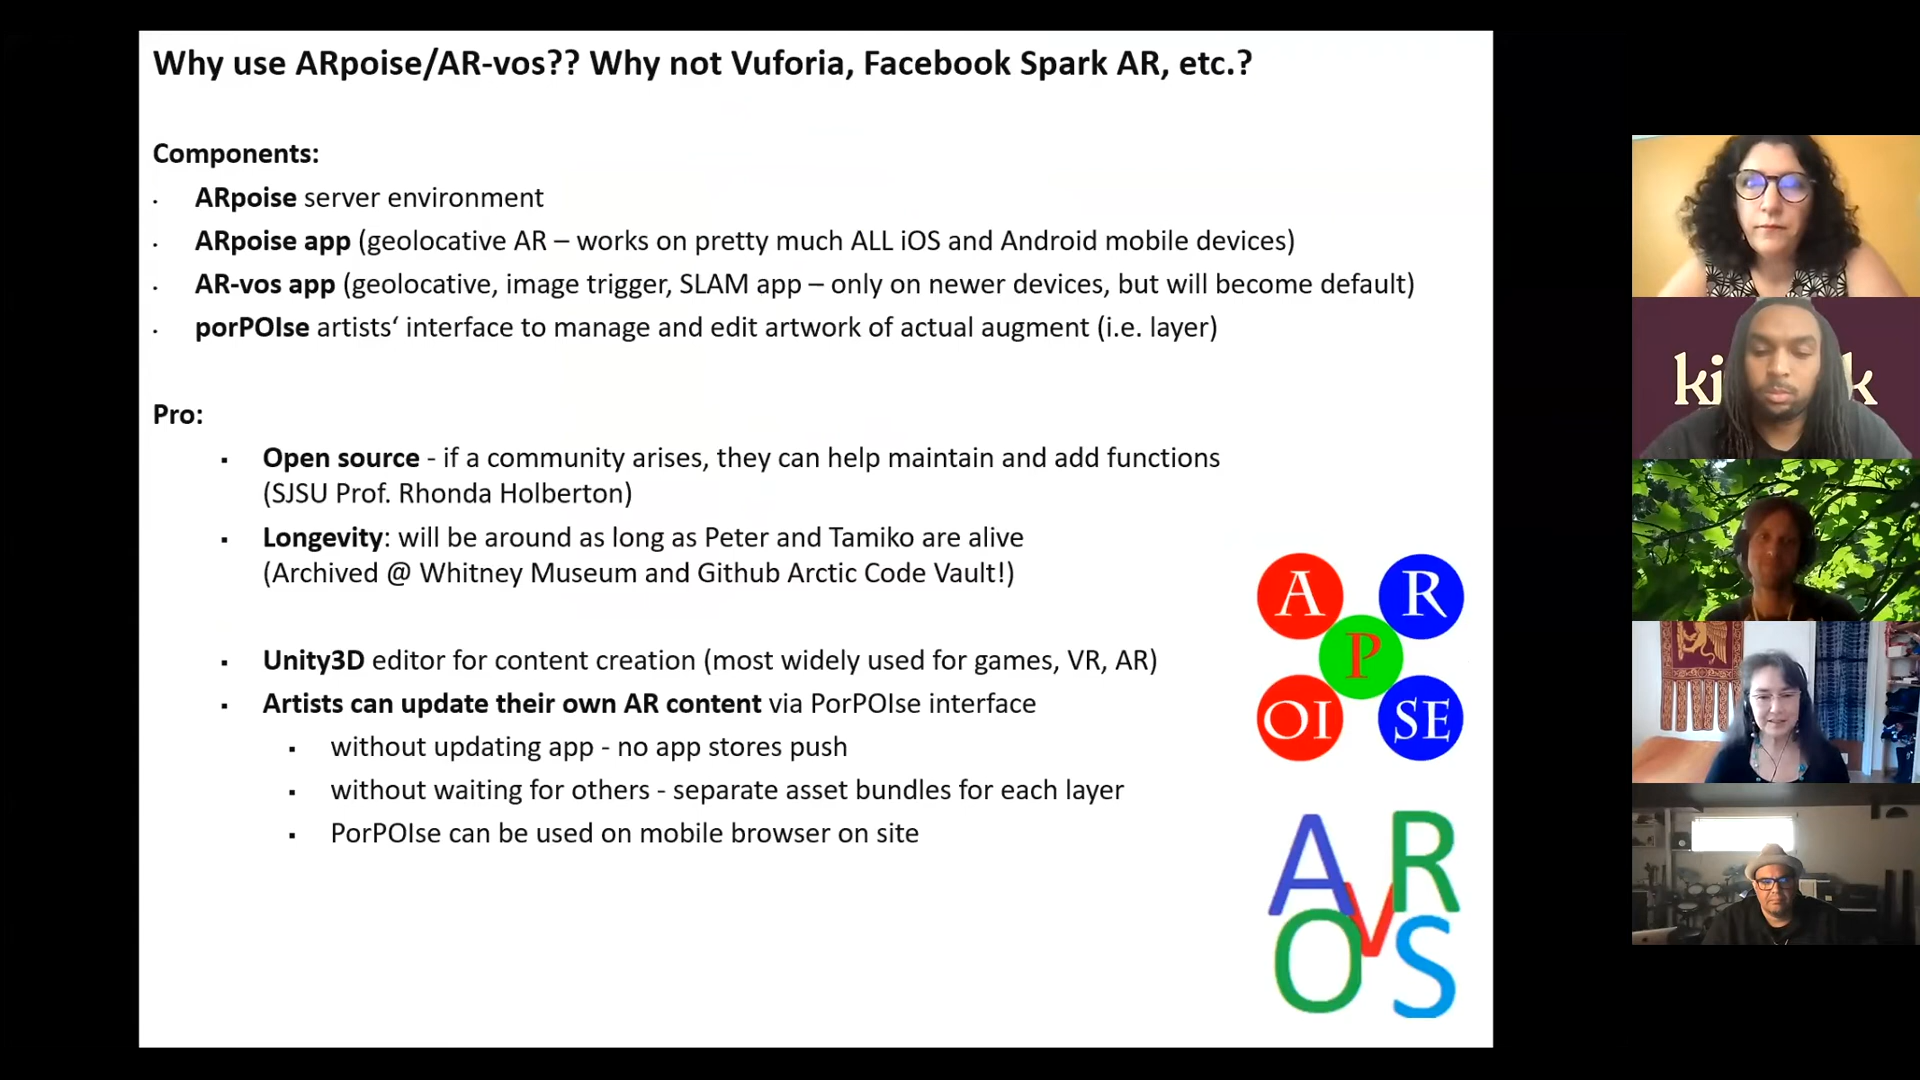 Why use ARpoise/AR-vos?? Why not Vuforia, Facebook Spark AR, etc.?
Components:
· ARpoise server environment
· ARpoise app (geolocative AR – works on pretty much ALL iOS and Android mobile devices)
· AR-vos app (geolocative, image trigger, SLAM app – only on newer devices, but will become default)
· porPOIse artists‘ interface to manage and edit artwork of actual augment (i.e. layer)
Pro:
▪ Open source - if a community arises, they can help maintain and add functions
(SJSU Prof. Rhonda Holberton)
▪ Longevity: will be around as long as Peter and Tamiko are alive
(Archived @ Whitney Museum and Github Arctic Code Vault!)
▪ Unity3D editor for content creation (most widely used for games, VR, AR)
▪ Artists can update their own AR content via PorPOIse interface
▪ without updating app - no app stores push
▪ without waiting for others - separate asset bundles for each layer
▪ PorPOIse can be used on mobile browser on site
A R
P
OI SE
A R
V
O S
ki k